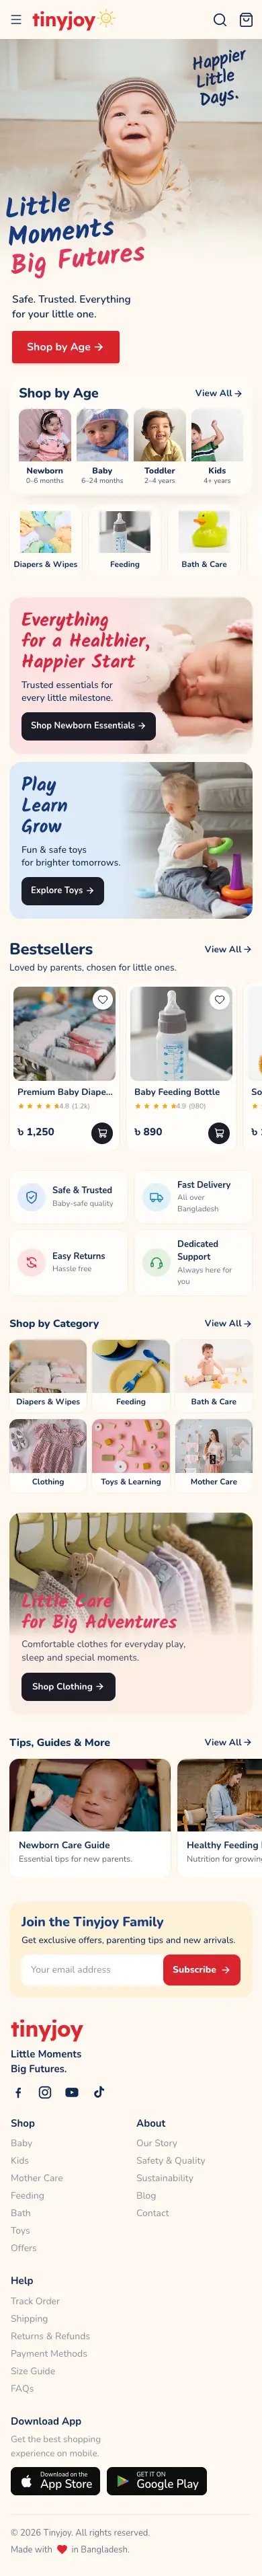 tinyjoy
Happier
Little
Days.
Little
Moments
Big Futures
Safe. Trusted. Everything
for your little one.
Shop by Age →
Shop by Age
View All →
Newborn
0–6 months
Baby
6–24 months
Toddler
2–4 years
Kids
4+ years
Diapers & Wipes
Feeding
Bath & Care
Everything
for a Healthier,
Happier Start
Trusted essentials for
every little milestone.
Shop Newborn Essentials →
Play
Learn
Grow
Fun & safe toys
for brighter tomorrows.
Explore Toys →
Bestsellers
View All →
Loved by parents, chosen for little ones.
Premium Baby Diape...
★★★★★4.8 (1.2k)
৳ 1,250
Baby Feeding Bottle
★★★★★4.9 (980)
৳ 890
So
★
৳
Safe & Trusted
Baby-safe quality
Fast Delivery
All over
Bangladesh
Easy Returns
Hassle free
Dedicated
Support
Always here for
you
Shop by Category
View All →
Diapers & Wipes
Feeding
Bath & Care
Clothing
Toys & Learning
Mother Care
Little Care
for Big Adventures
Comfortable clothes for everyday play,
sleep and special moments.
Shop Clothing →
Tips, Guides & More
View All →
Newborn Care Guide
Essential tips for new parents.
Healthy Feeding
Nutrition for growing
Join the Tinyjoy Family
Get exclusive offers, parenting tips and new arrivals.
Your email address
Subscribe →
tinyjoy
Little Moments
Big Futures.
Shop
Baby
Kids
Mother Care
Feeding
Bath
Toys
Offers
About
Our Story
Safety & Quality
Sustainability
Blog
Contact
Help
Track Order
Shipping
Returns & Refunds
Payment Methods
Size Guide
FAQs
Download App
Get the best shopping
experience on mobile.
Download on the
App Store
GET IT ON
Google Play
© 2026 Tinyjoy. All rights reserved.
Made with ❤ in Bangladesh.